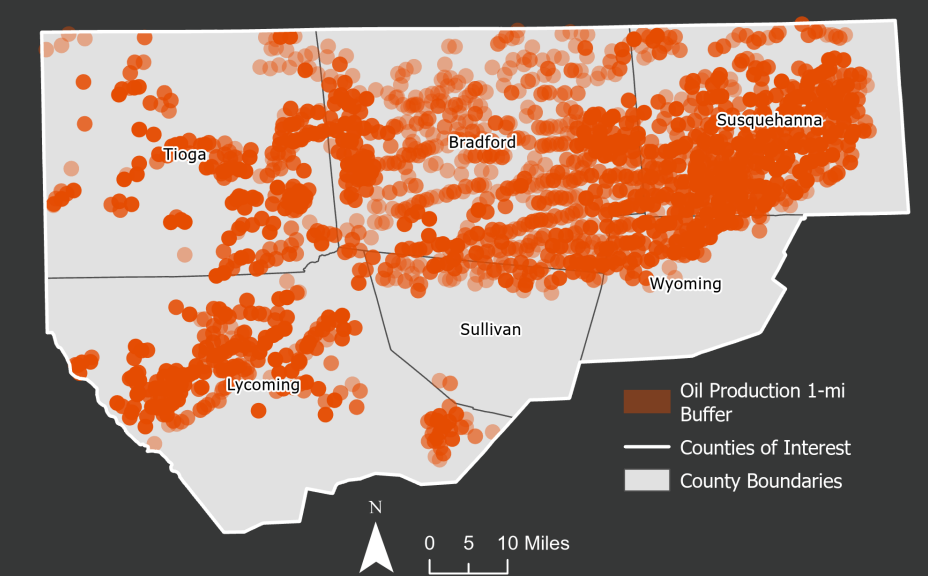 Susquehanna
Bradford
Tioga
Wyoming
Sullivan
Lycoming
Oil Production 1-mi
Buffer
Counties of Interest
County Boundaries
N
0 5 10 Miles